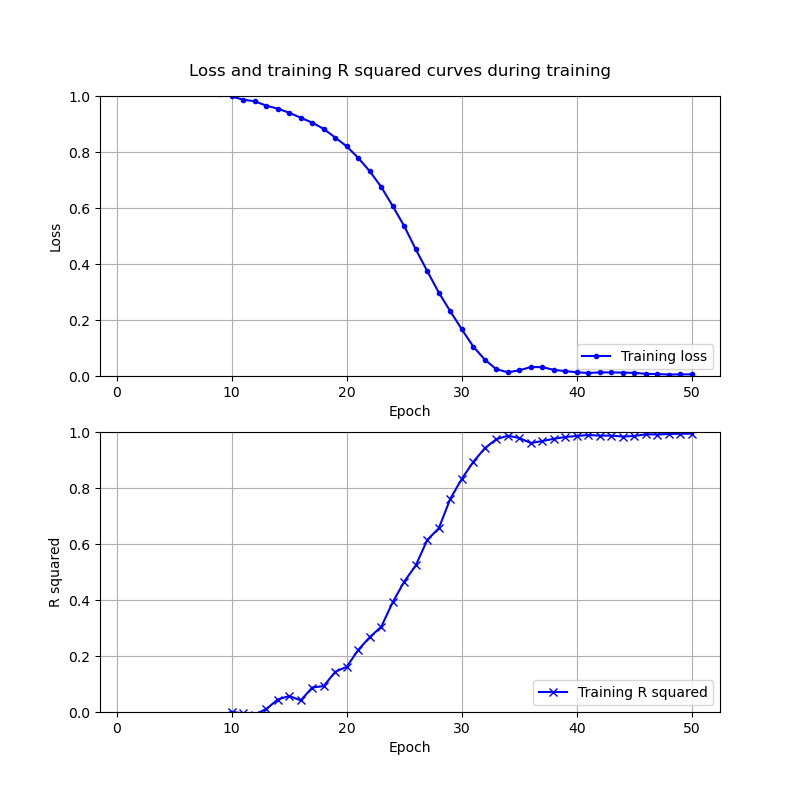 Loss and training R squared curves during training
1.0
0.8
0.6
0.4
0.2
0.0
Loss
Training loss
0 10 20 30 40 50
Epoch
1.0
0.8
0.6
0.4
0.2
0.0
R squared
Training R squared
0 10 20 30 40 50
Epoch